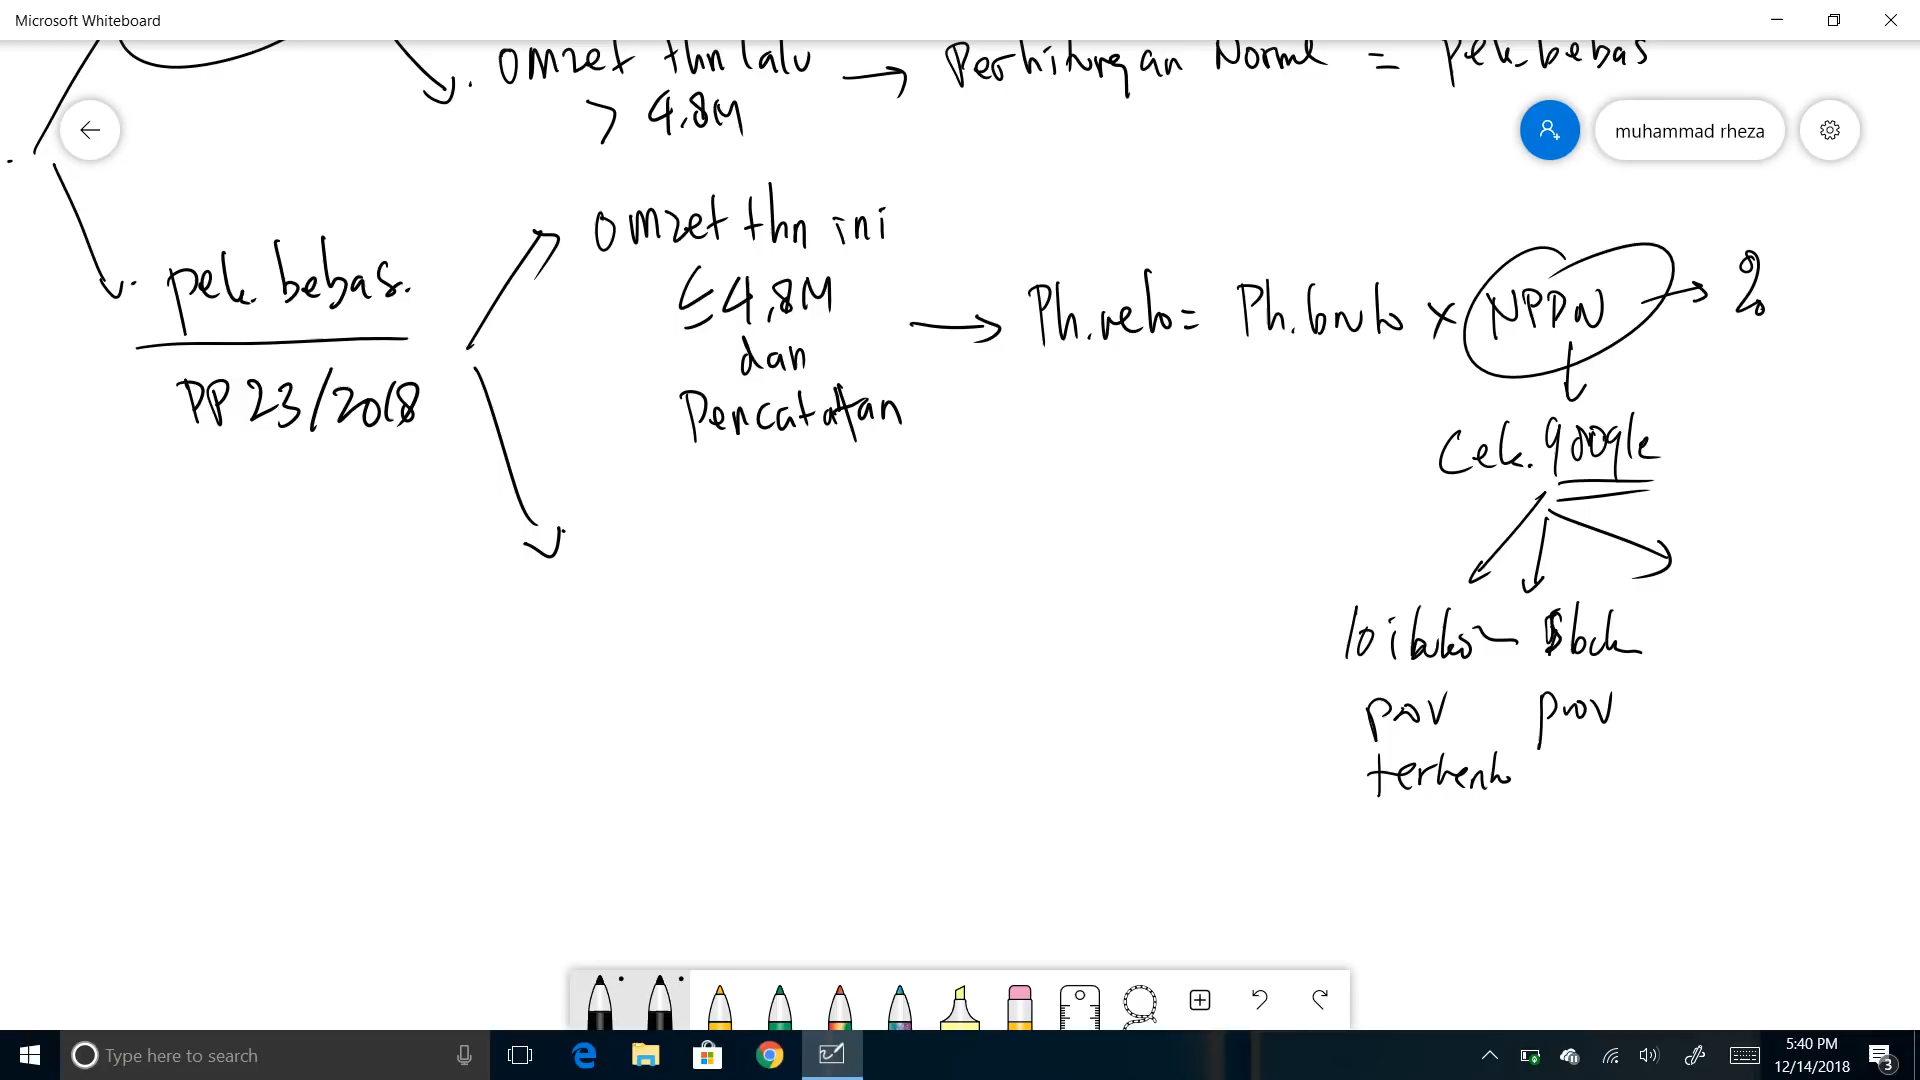 Microsoft Whiteboard
omzet thn lalu → Perhitungan Normal = pek. bebas
> 4,8M
muhammad rheza
omzet thn ini
pek. bebas.
≤ 4,8M
Ph. neto = Ph. bruto x NPPN → %
dan
PP 23/2018
Pencatatan
Cek. google
10 ibukota
prov prov
tertentu
Type here to search
5:40 PM
12/14/2018
3